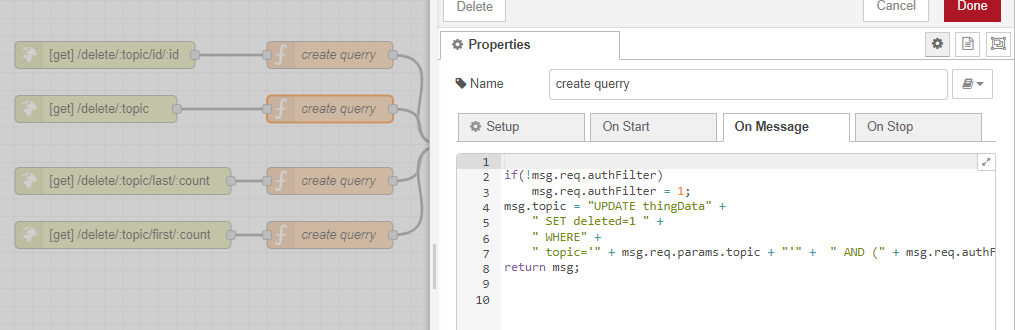 Delete
Cancel
Done
Properties
Name
create querry
Setup
On Start
On Message
On Stop
[get] /delete/:topic/id/:id
create querry
[get] /delete/:topic
create querry
[get] /delete/:topic/last/:count
create querry
[get] /delete/:topic/first/:count
create querry
1
2 if(!msg.req.authFilter)
3     msg.req.authFilter = 1;
4 msg.topic = "UPDATE thingData" +
5     " SET deleted=1 " +
6     " WHERE" +
7     " topic='" + msg.req.params.topic + "'" +  " AND (" + msg.req.authF
8 return msg;
9
10